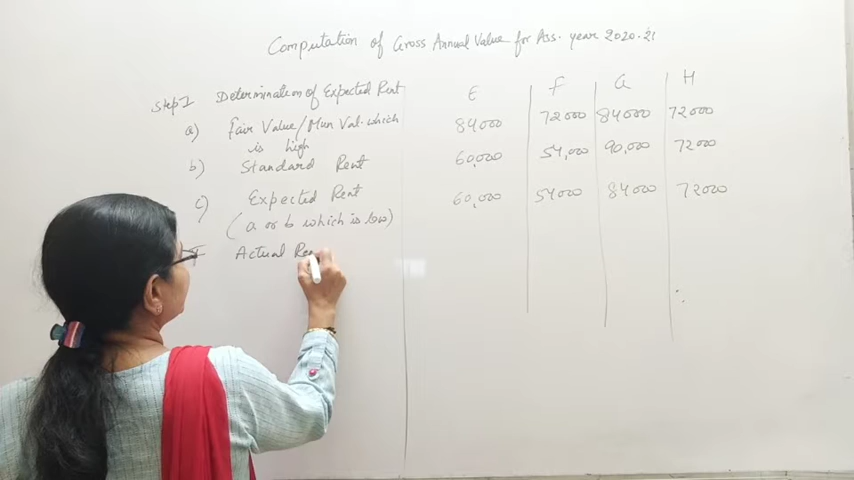 Computation of Gross Annual Value for Ass. year 2020-21
Step I Determination of Expected Rent E F G H
a) Fair Value/Mun Val. which 84000 72000 84000 72000
is high
b) Standard Rent 60,000 54,000 90,000 72000
c) Expected Rent 60,000 54000 84000 72000
(a or b which is low)
Actual Re